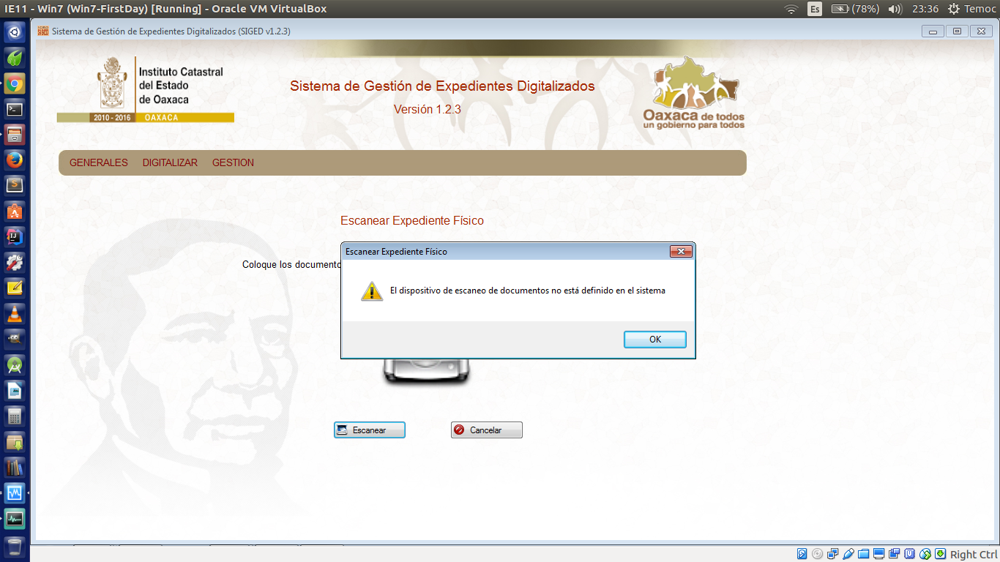 IE11 - Win7 (Win7-FirstDay) [Running] - Oracle VM VirtualBox
Es
(78%)
23:36
Temoc
SIGED
Sistema de Gestión de Expedientes Digitalizados (SIGED v1.2.3)
Instituto Catastral
del Estado
de Oaxaca
2010 - 2016 OAXACA
Sistema de Gestión de Expedientes Digitalizados
Versión 1.2.3
Oaxaca de todos
un gobierno para todos
GENERALES DIGITALIZAR GESTION
Escanear Expediente Físico
Coloque los documento
Escanear Expediente Físico
El dispositivo de escaneo de documentos no está definido en el sistema
OK
Escanear
Cancelar
Right Ctrl